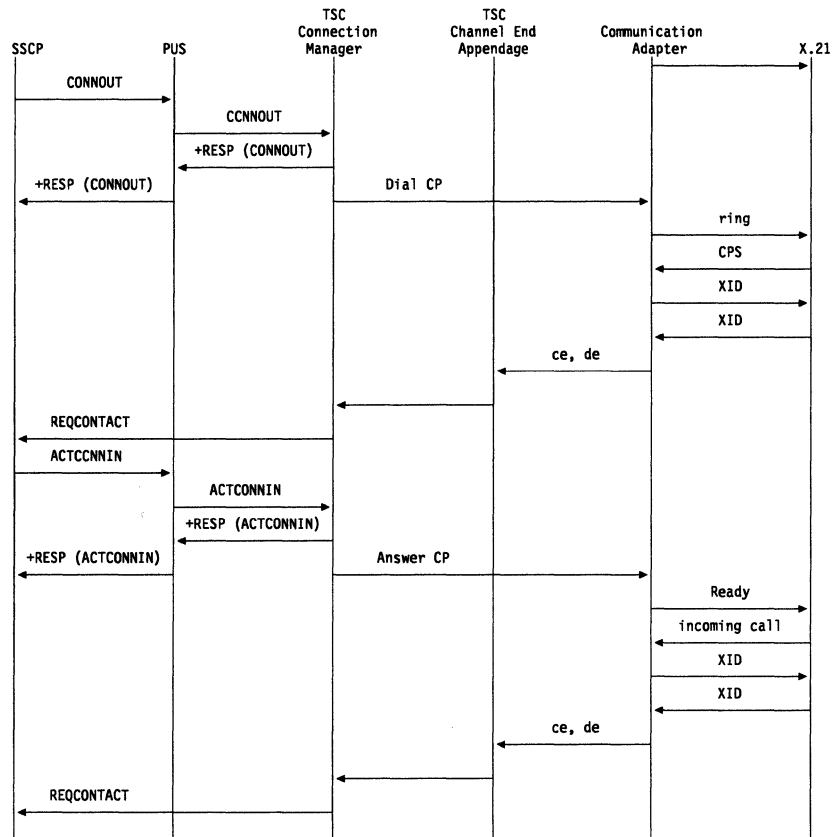 TSC
Connection
Manager
TSC
Channel End
Appendage
Communication
Adapter
SSCP
PUS
X.21
CONNOUT
CCNNOUT
+RESP (CONNOUT)
+RESP (CONNOUT)
Dial CP
ring
CPS
XID
XID
ce, de
REQCONTACT
ACTCCNNIN
ACTCONNIN
+RESP (ACTCONNIN)
+RESP (ACTCONNIN)
Answer CP
Ready
incoming call
XID
XID
ce, de
REQCONTACT